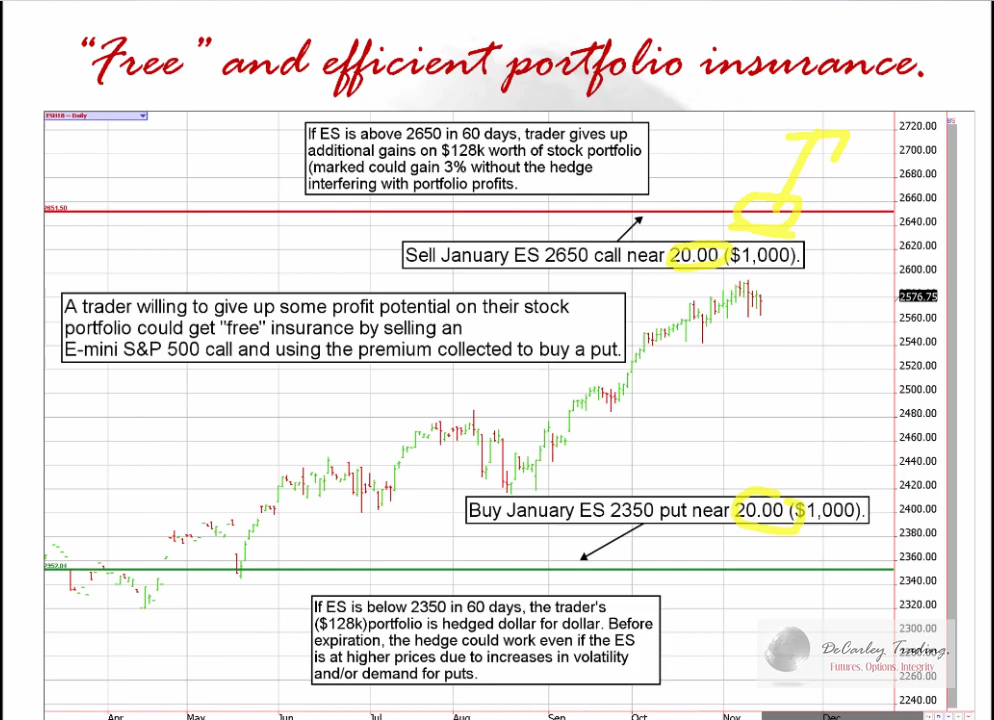 “Free” and efficient portfolio insurance.
ESH18 - Daily
If ES is above 2650 in 60 days, trader gives up
additional gains on $128k worth of stock portfolio
(marked could gain 3% without the hedge
interfering with portfolio profits.
2720.00
2700.00
2680.00
2660.00
2651.50
2640.00
Sell January ES 2650 call near 20.00 ($1,000).
2620.00
2600.00
2576.75
A trader willing to give up some profit potential on their stock
portfolio could get "free" insurance by selling an
E-mini S&P 500 call and using the premium collected to buy a put.
2560.00
2540.00
2520.00
2500.00
2480.00
2460.00
2440.00
2420.00
Buy January ES 2350 put near 20.00 ($1,000).
2400.00
2380.00
2360.00
2340.00
2320.00
If ES is below 2350 in 60 days, the trader's
($128k)portfolio is hedged dollar for dollar. Before
expiration, the hedge could work even if the ES
is at higher prices due to increases in volatility
and/or demand for puts.
2300.00
2280.00
2260.00
2240.00
DeCarley Trading.
Futures, Options, Integrity
Apr May Jun Jul Aug Sep Oct Nov Dec